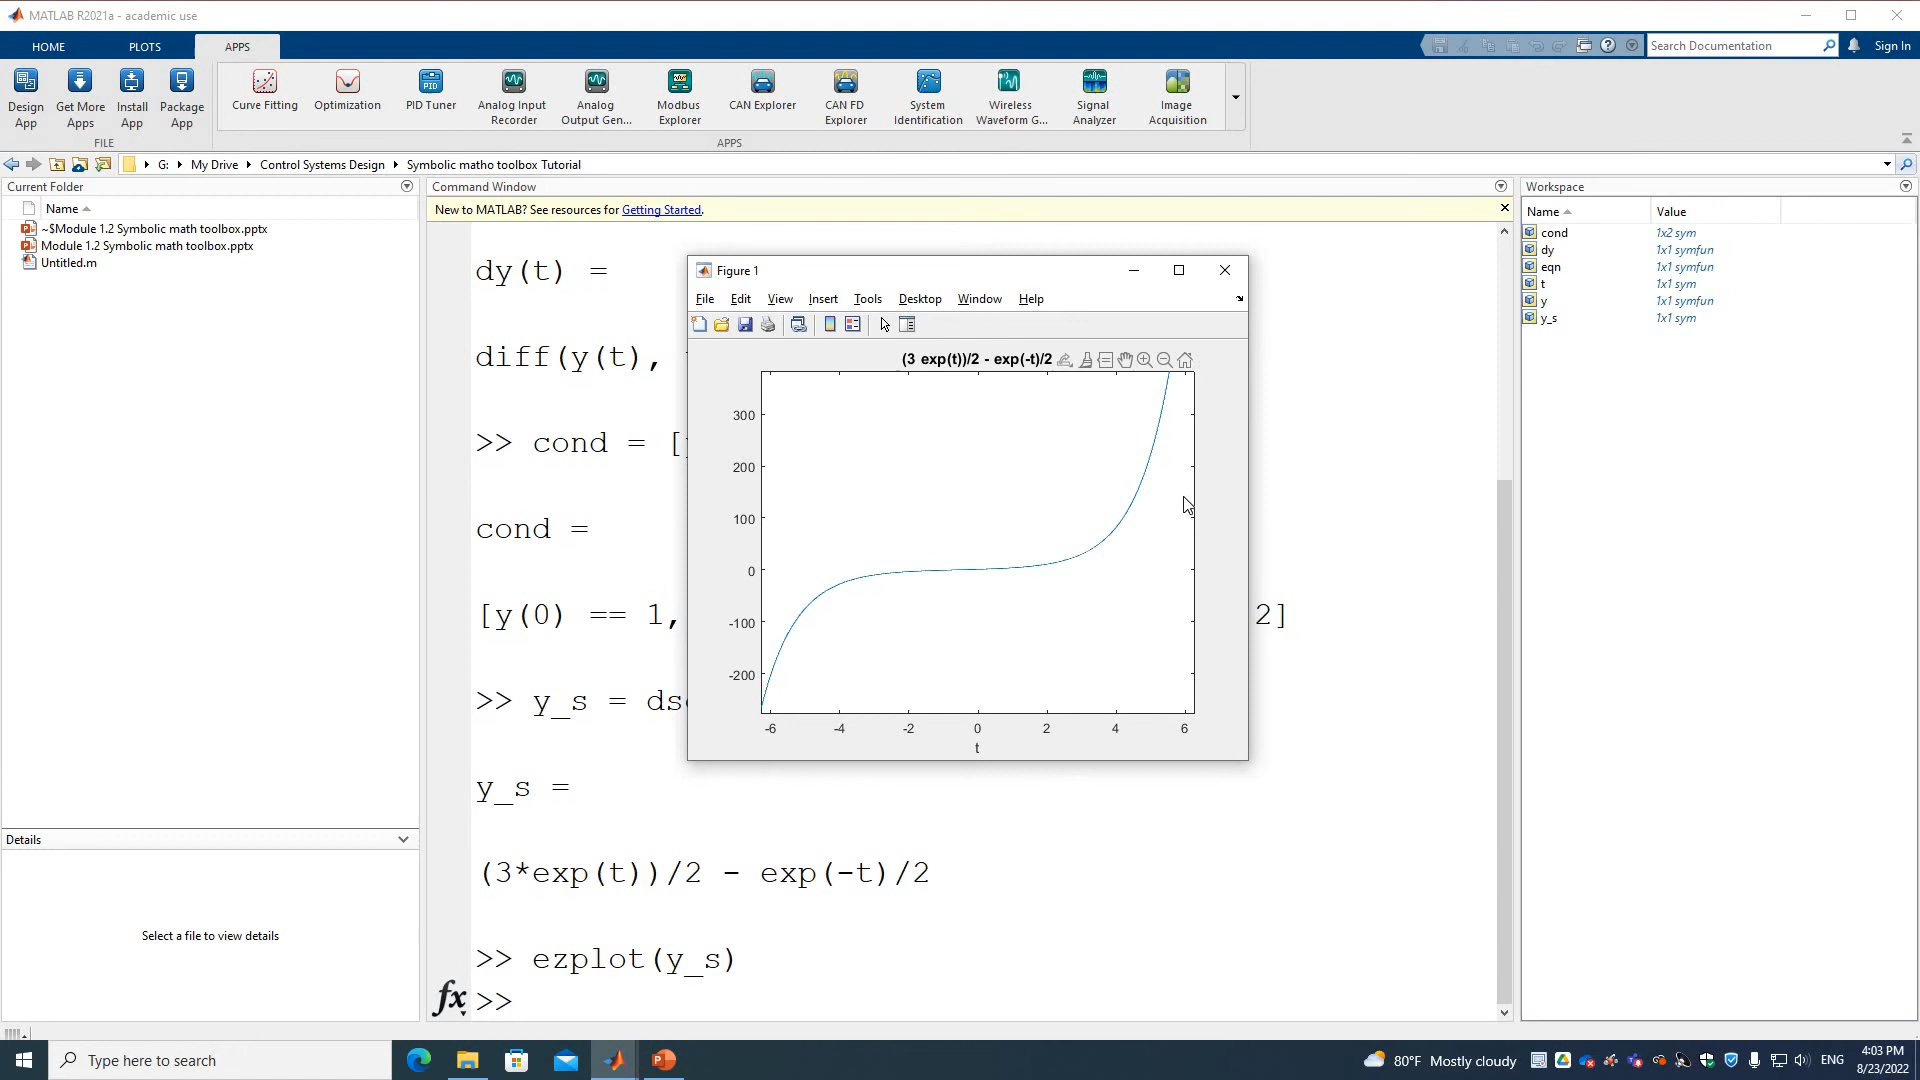 MATLAB R2021a - academic use
HOME PLOTS APPS
Search Documentation
Sign In
Design App
Get More Apps
Install App
Package App
Curve Fitting
Optimization
PID Tuner
Analog Input Recorder
Analog Output Gen...
Modbus Explorer
CAN Explorer
CAN FD Explorer
System Identification
Wireless Waveform G...
Signal Analyzer
Image Acquisition
FILE
APPS
G: My Drive Control Systems Design Symbolic matho toolbox Tutorial
Current Folder
Name
~$Module 1.2 Symbolic math toolbox.pptx
Module 1.2 Symbolic math toolbox.pptx
Untitled.m
Details
Select a file to view details
Command Window
New to MATLAB? See resources for Getting Started.
dy(t) =
diff(y(t),
>> cond = [
cond =
[y(0) == 1, 2]
>> y_s = ds
y_s =
(3*exp(t))/2 - exp(-t)/2
>> ezplot(y_s)
fx >>
Figure 1
File Edit View Insert Tools Desktop Window Help
(3 exp(t))/2 - exp(-t)/2
300
200
100
0
-100
-200
-6 -4 -2 0 2 4 6
t
Workspace
Name Value
cond 1x2 sym
dy 1x1 symfun
eqn 1x1 symfun
t 1x1 sym
y 1x1 symfun
y_s 1x1 sym
Type here to search
80°F Mostly cloudy
ENG
4:03 PM
8/23/2022